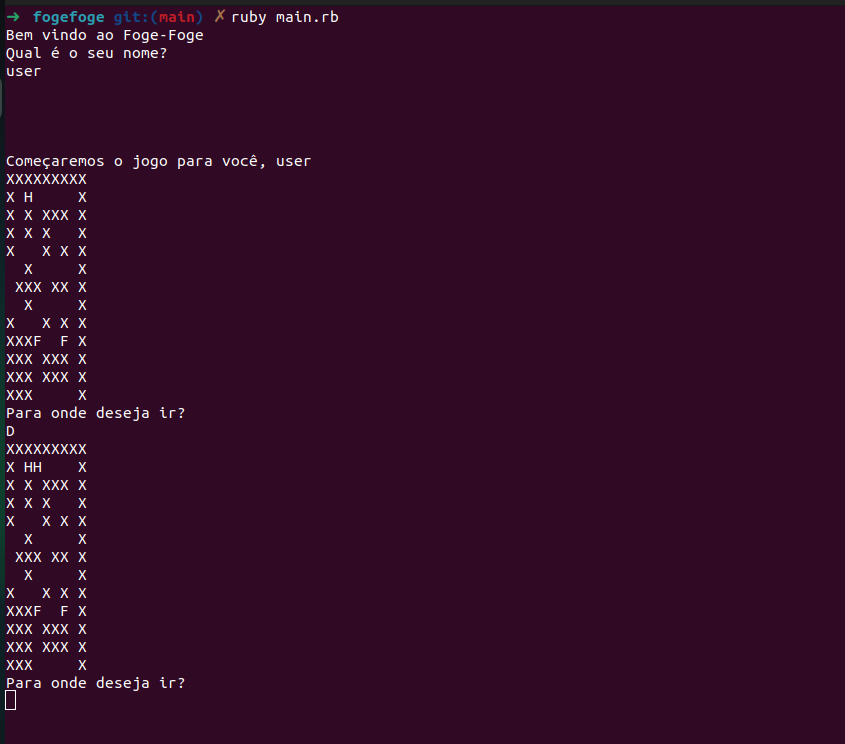 ➜  fogefoge git:(main) ✗ ruby main.rb
Bem vindo ao Foge-Foge
Qual é o seu nome?
user
Começaremos o jogo para você, user
XXXXXXXXX
X H     X
X X XXX X
X X X   X
X   X X X
  X     X
 XXX XX X
  X     X
X   X X X
XXXF  F X
XXX XXX X
XXX XXX X
XXX     X
Para onde deseja ir?
D
XXXXXXXXX
X HH    X
X X XXX X
X X X   X
X   X X X
  X     X
 XXX XX X
  X     X
X   X X X
XXXF  F X
XXX XXX X
XXX XXX X
XXX     X
Para onde deseja ir?